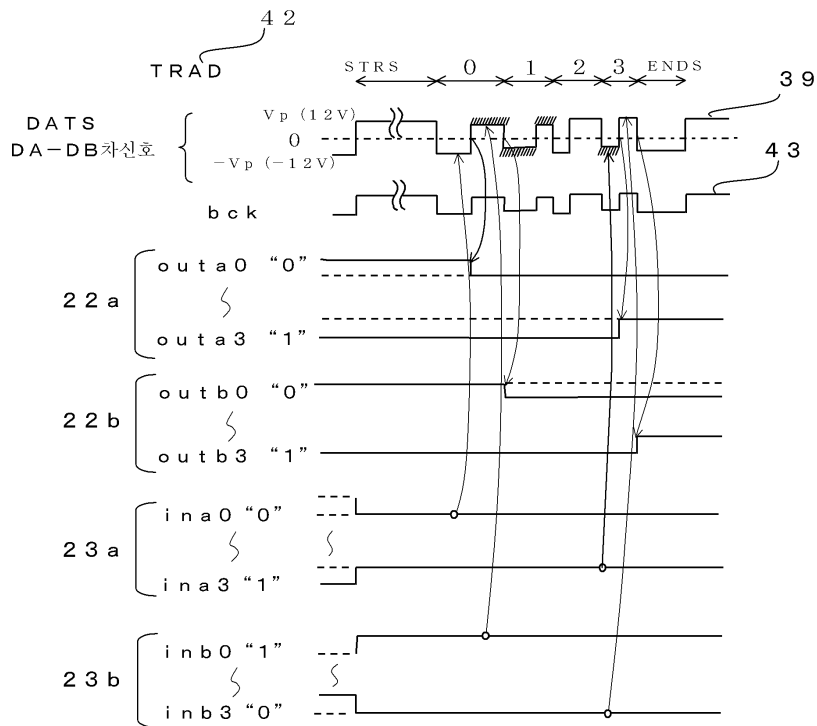 42
TRAD STRS 0 1 2 3 ENDS
39
DATS
DA-DB차신호
Vp (12V)
0
-Vp (-12V)
43
bck
22a
outa0 “0”
outa3 “1”
22b
outb0 “0”
outb3 “1”
23a
ina0 “0”
ina3 “1”
23b
inb0 “1”
inb3 “0”